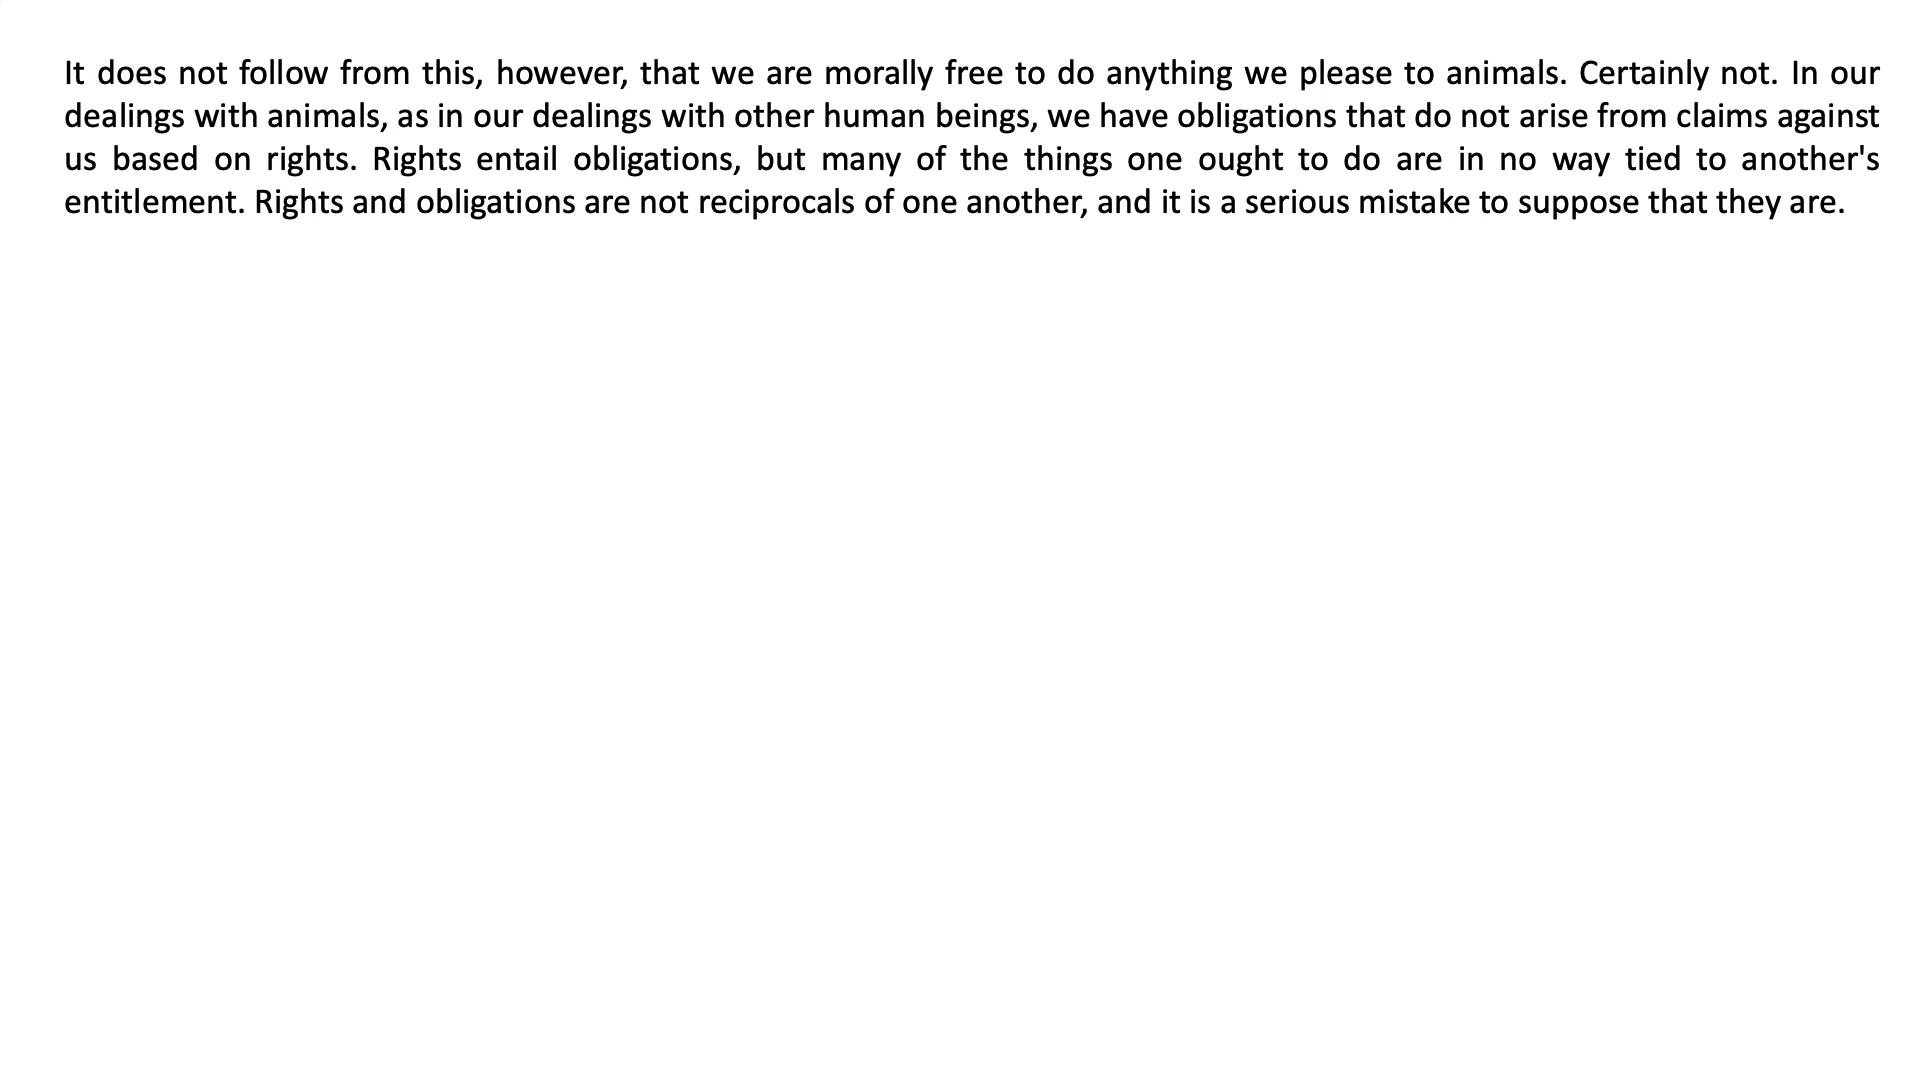 It does not follow from this, however, that we are morally free to do anything we please to animals. Certainly not. In our
dealings with animals, as in our dealings with other human beings, we have obligations that do not arise from claims against
us based on rights. Rights entail obligations, but many of the things one ought to do are in no way tied to another's
entitlement. Rights and obligations are not reciprocals of one another, and it is a serious mistake to suppose that they are.